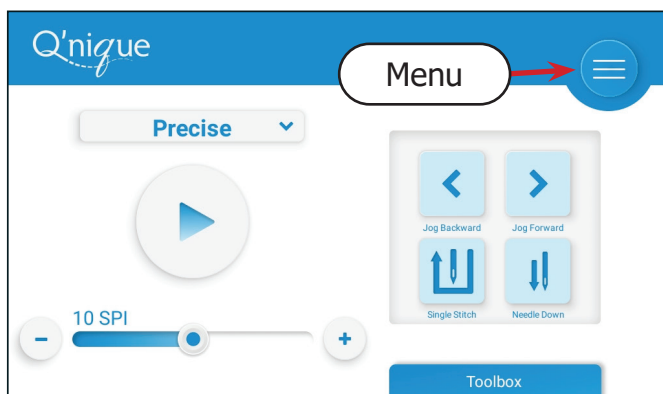 Q'nique
Menu
Precise
Jog Backward
Jog Forward
Single Stitch
Needle Down
10 SPI
Toolbox